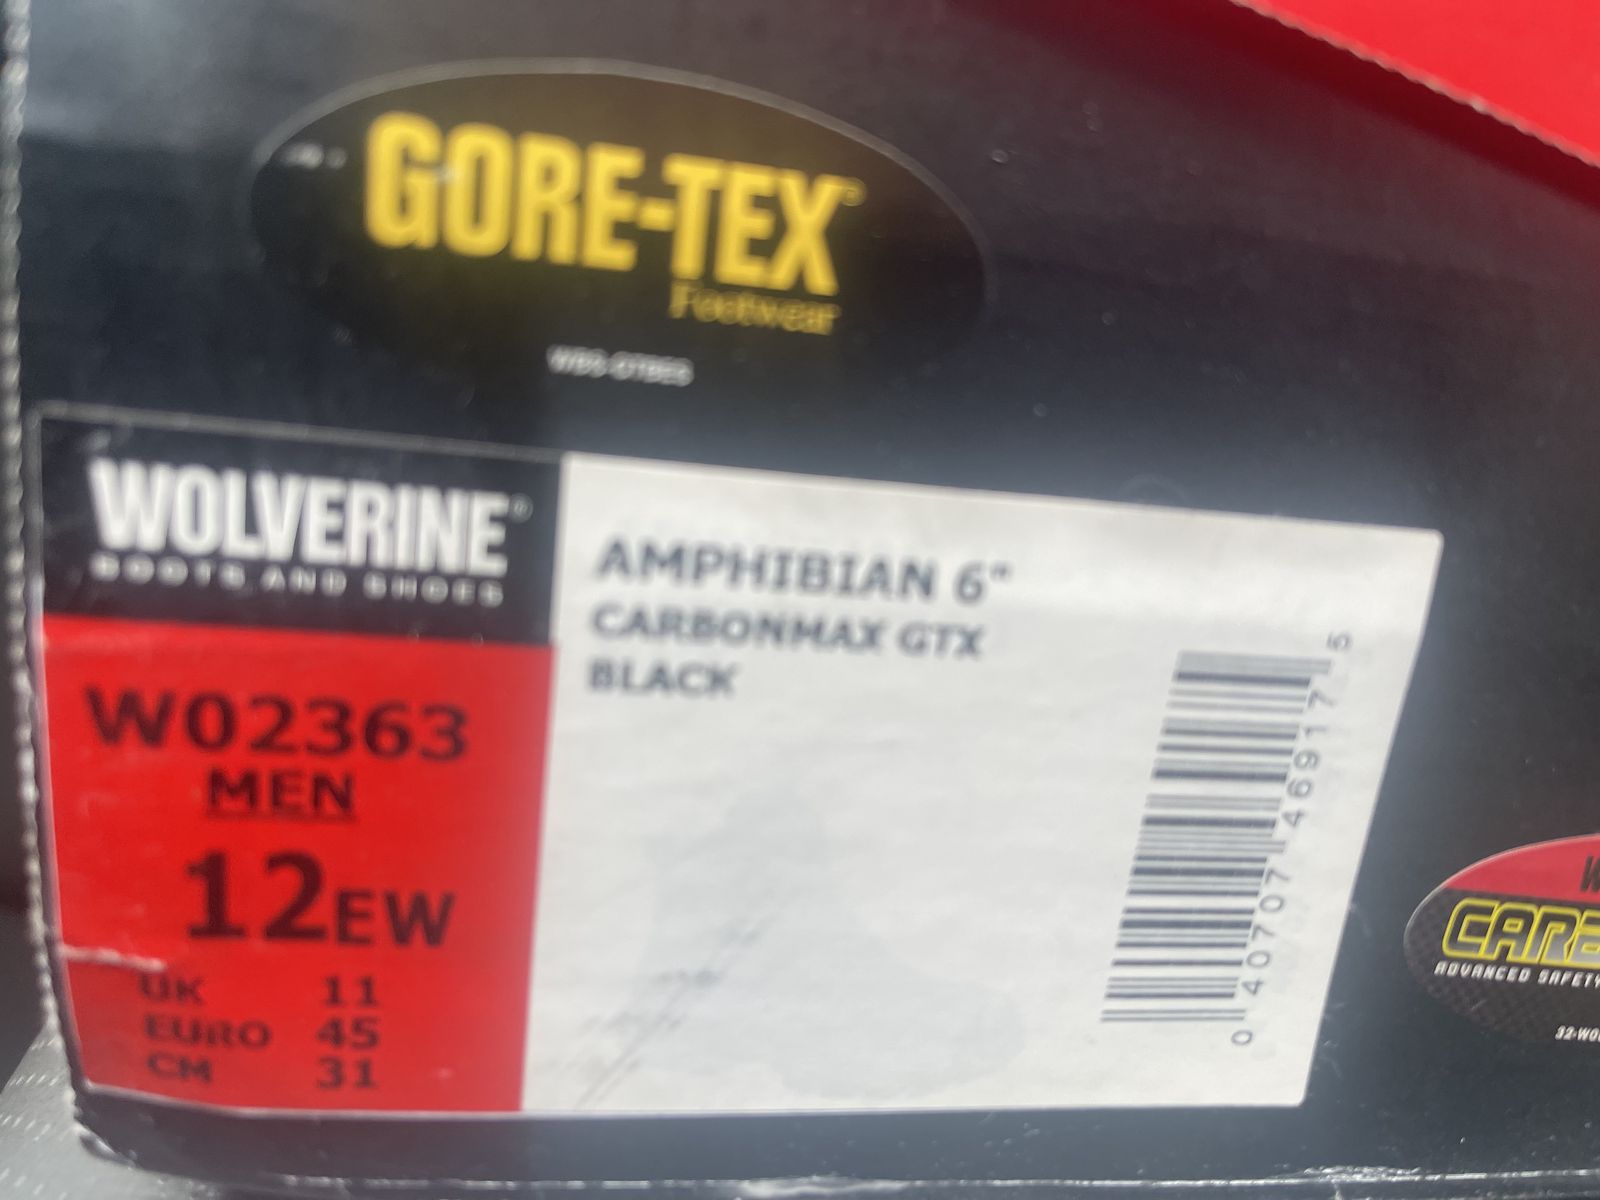 GORE-TEX®
Footwear
WOLVERINE®
BOOTS AND SHOES
W02363
MEN
12EW
UK 11
EURO 45
CM 31
AMPHIBIAN 6"
CARBONMAX GTX
BLACK
0 40707 46917 5
ADVANCED SAFETY